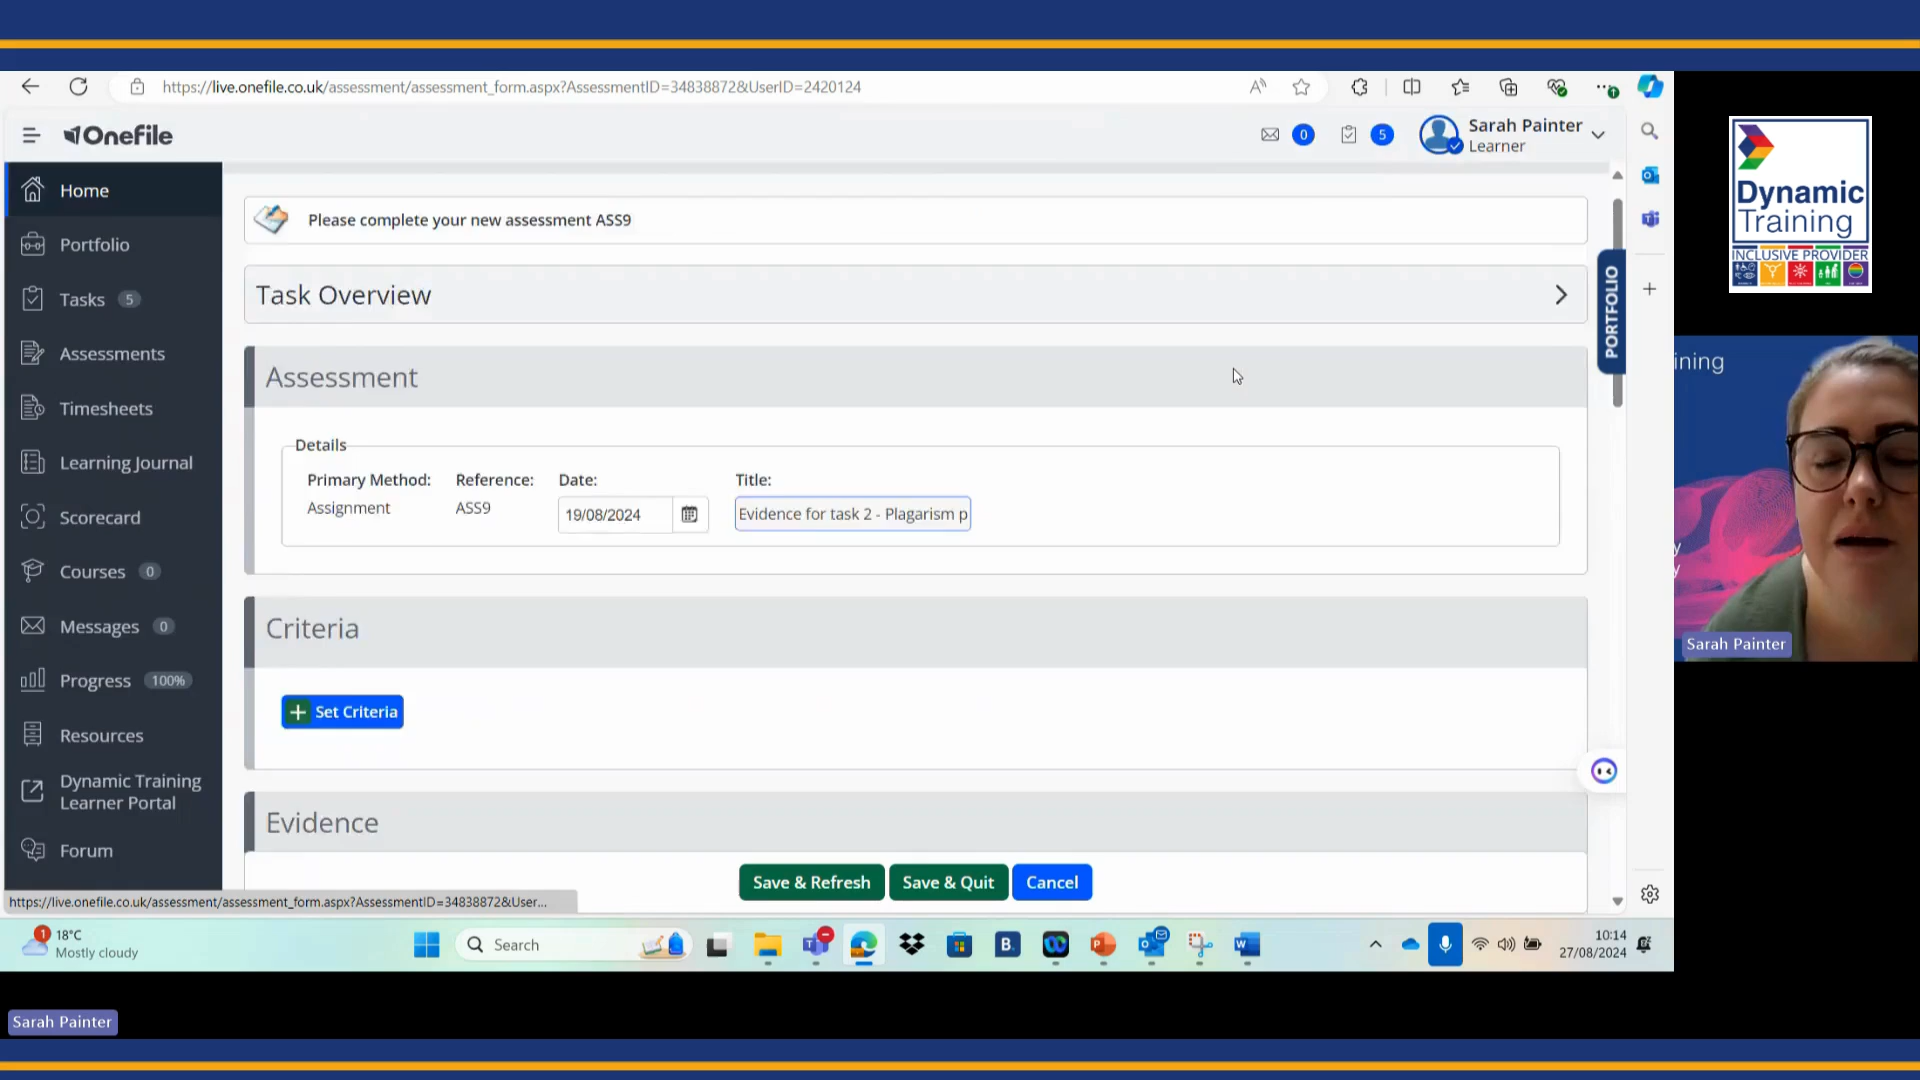 https://live.onefile.co.uk/assessment/assessment_form.aspx?AssessmentID=34838872&UserID=2420124
Onefile
0
5
Sarah Painter
Learner
Home
Portfolio
Tasks 5
Assessments
Timesheets
Learning Journal
Scorecard
Courses 0
Messages 0
Progress 100%
Resources
Dynamic Training
Learner Portal
Forum
Please complete your new assessment ASS9
Task Overview
Assessment
Details
Primary Method: Reference: Date: Title:
Assignment ASS9 19/08/2024 Evidence for task 2 - Plagarism p
Criteria
Set Criteria
Evidence
Save & Refresh Save & Quit Cancel
PORTFOLIO
https://live.onefile.co.uk/assessment/assessment_form.aspx?AssessmentID=34838872&User...
1
18°C
Mostly cloudy
Search
10:14
27/08/2024
Dynamic
Training
INCLUSIVE PROVIDER
ining
y
y
Sarah Painter
Sarah Painter